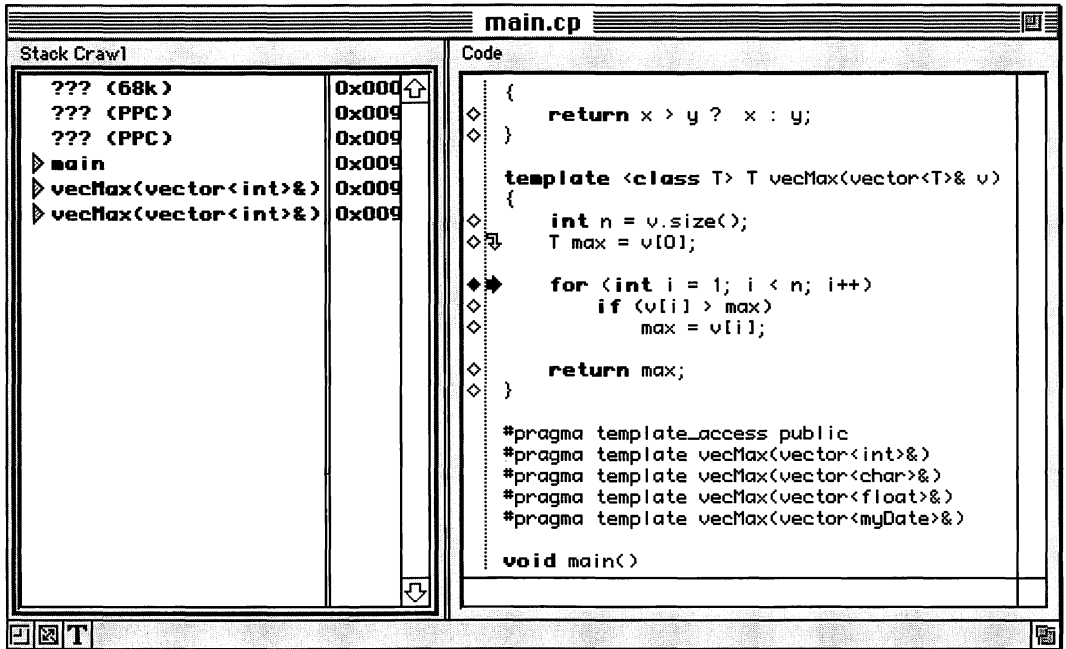 main.cp
Stack Crawl
??? (68k) 0x000
??? (PPC) 0x009
??? (PPC) 0x009
main 0x009
vecMax(vector<int>&) 0x009
vecMax(vector<int>&) 0x009
Code
{
return x > y ? x : y;
}
template <class T> T vecMax(vector<T>& v)
{
int n = v.size();
T max = v[0];
for (int i = 1; i < n; i++)
if (v[i] > max)
max = v[i];
return max;
}
#pragma template_access public
#pragma template vecMax(vector<int>&)
#pragma template vecMax(vector<char>&)
#pragma template vecMax(vector<float>&)
#pragma template vecMax(vector<myDate>&)
void main()
T